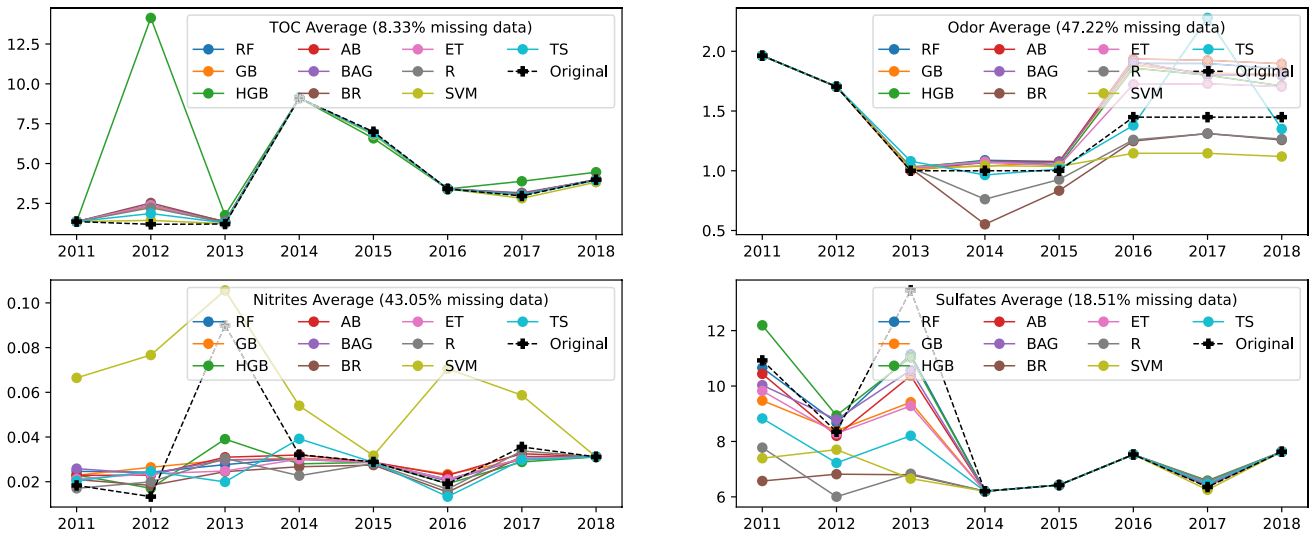 TOC Average (8.33% missing data)
RF AB ET TS
GB BAG R Original
HGB BR SVM
12.5
10.0
7.5
5.0
2.5
2011 2012 2013 2014 2015 2016 2017 2018
Odor Average (47.22% missing data)
RF AB ET TS
GB BAG R Original
HGB BR SVM
2.0
1.5
1.0
0.5
2011 2012 2013 2014 2015 2016 2017 2018
Nitrites Average (43.05% missing data)
RF AB ET TS
GB BAG R Original
HGB BR SVM
0.10
0.08
0.06
0.04
0.02
2011 2012 2013 2014 2015 2016 2017 2018
Sulfates Average (18.51% missing data)
RF AB ET TS
GB BAG R Original
HGB BR SVM
12
10
8
6
2011 2012 2013 2014 2015 2016 2017 2018